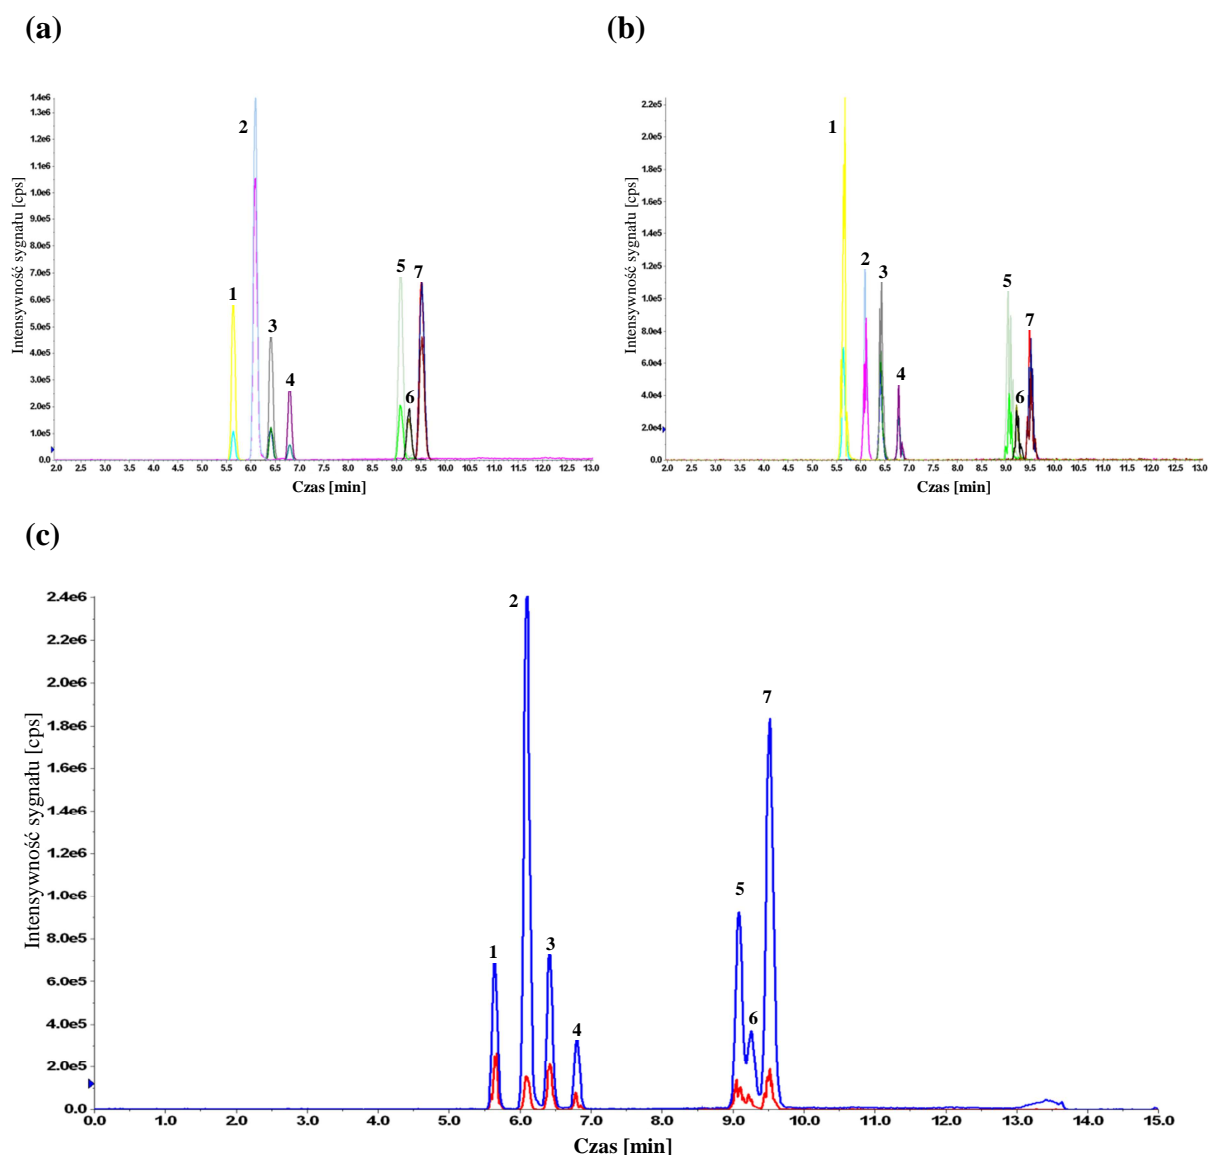 (a)
(b)
Intensywność sygnału [cps]
1.4e6
1.3e6
1.2e6
1.1e6
1.0e6
9.0e5
8.0e5
7.0e5
6.0e5
5.0e5
4.0e5
3.0e5
2.0e5
1.0e5
0.0
1
2
3
4
5
6
7
2.0 2.5 3.0 3.5 4.0 4.5 5.0 5.5 6.0 6.5 7.0 7.5 8.0 8.5 9.0 9.5 10.0 10.5 11.0 11.5 12.0 12.5 13.0
Czas [min]
Intensywność sygnału [cps]
2.2e5
2.0e5
1.8e5
1.6e5
1.4e5
1.2e5
1.0e5
8.0e4
6.0e4
4.0e4
2.0e4
0.0
1
2
3
4
5
6
7
2.0 2.5 3.0 3.5 4.0 4.5 5.0 5.5 6.0 6.5 7.0 7.5 8.0 8.5 9.0 9.5 10.0 10.5 11.0 11.5 12.0 12.5 13.0
Czas [min]
(c)
Intensywność sygnału [cps]
2.4e6
2.2e6
2.0e6
1.8e6
1.6e6
1.4e6
1.2e6
1.0e6
8.0e5
6.0e5
4.0e5
2.0e5
0.0
1
2
3
4
5
6
7
0.0 1.0 2.0 3.0 4.0 5.0 6.0 7.0 8.0 9.0 10.0 11.0 12.0 13.0 14.0 15.0
Czas [min]